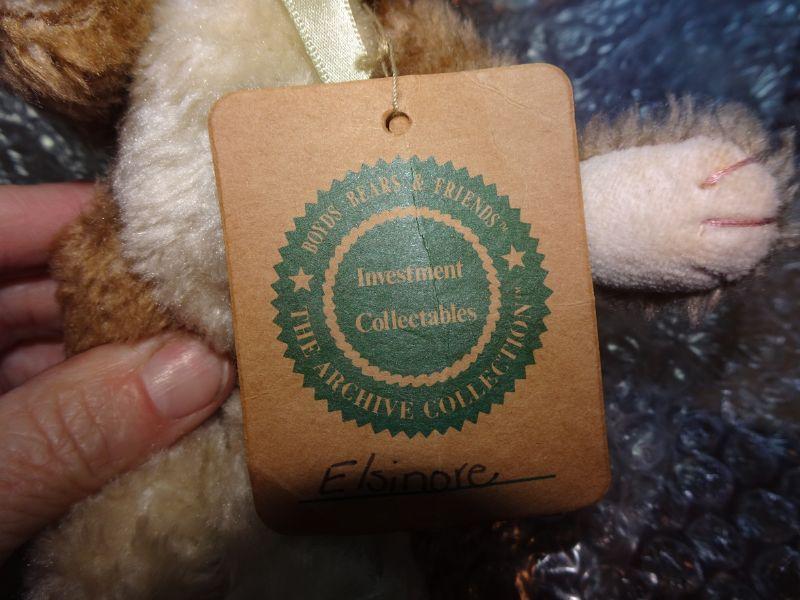 BOYDS BEARS & FRIENDS™
Investment
Collectables
THE ARCHIVE COLLECTION™
Elsinore